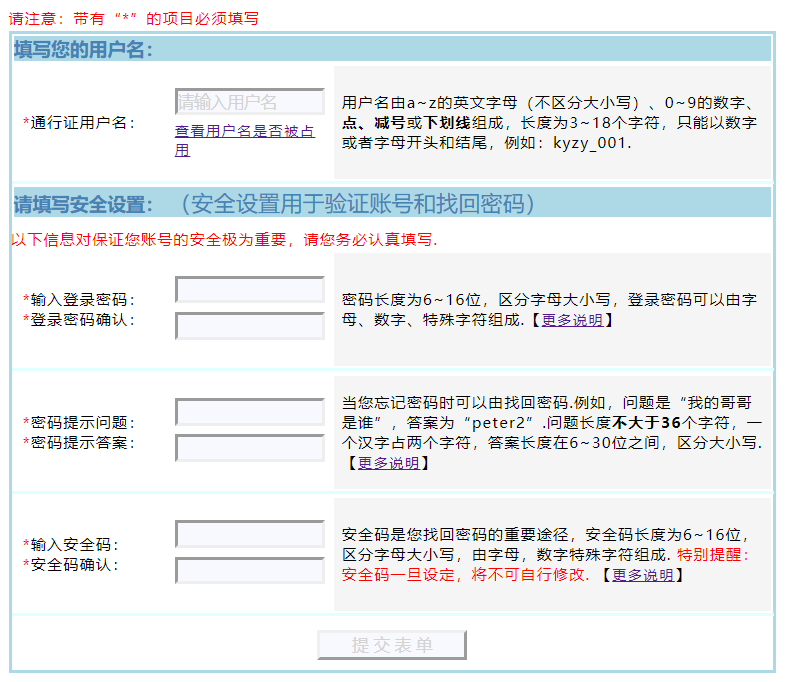 请注意：带有“*”的项目必须填写
填写您的用户名：
*通行证用户名：
请输入用户名
查看用户名是否被占
用
用户名由a~z的英文字母（不区分大小写）、0~9的数字、
点、减号或下划线组成，长度为3~18个字符，只能以数字
或者字母开头和结尾，例如：kyzy_001.
请填写安全设置：（安全设置用于验证账号和找回密码）
以下信息对保证您账号的安全极为重要，请您务必认真填写.
*输入登录密码：
*登录密码确认：
密码长度为6~16位，区分字母大小写，登录密码可以由字
母、数字、特殊字符组成.【更多说明】
*密码提示问题：
*密码提示答案：
当您忘记密码时可以由找回密码.例如，问题是“我的哥哥
是谁”，答案为“peter2”.问题长度不大于36个字符，一
个汉字占两个字符，答案长度在6~30位之间，区分大小写.
【更多说明】
*输入安全码：
*安全码确认：
安全码是您找回密码的重要途径，安全码长度为6~16位，
区分字母大小写，由字母，数字特殊字符组成. 特别提醒：
安全码一旦设定，将不可自行修改. 【更多说明】
提交表单